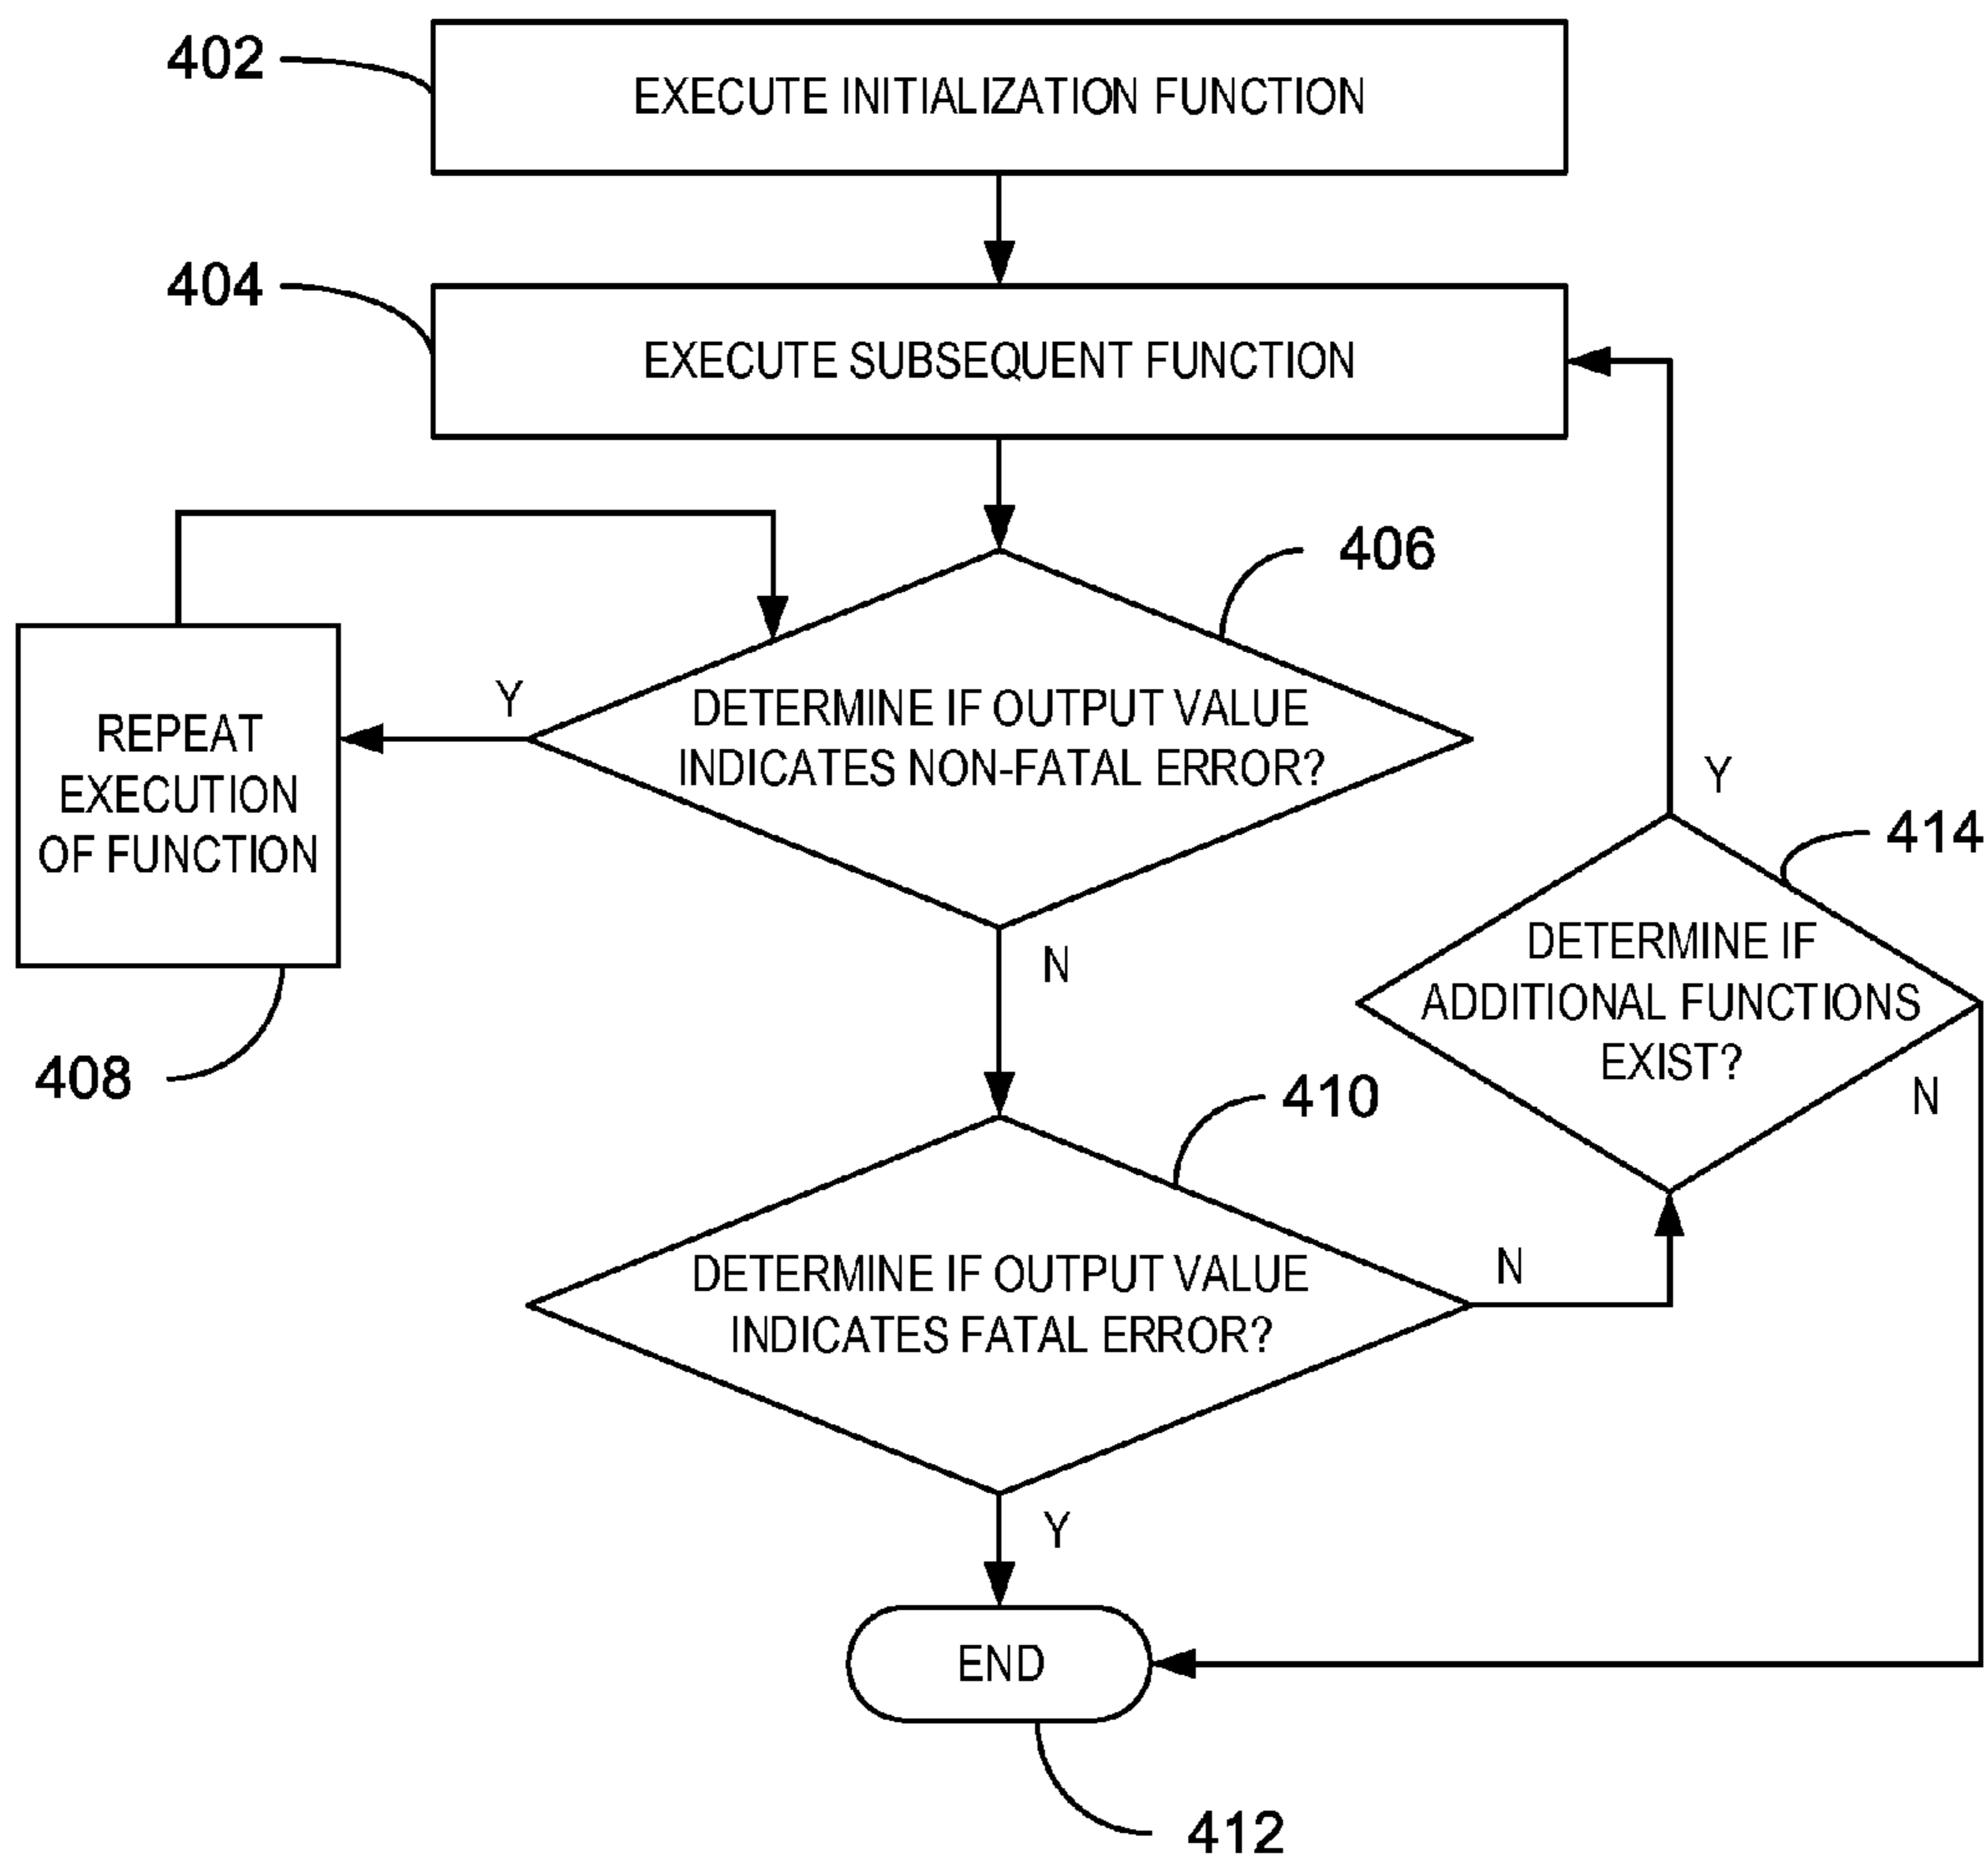 402
EXECUTE INITIALIZATION FUNCTION
404
EXECUTE SUBSEQUENT FUNCTION
406
DETERMINE IF OUTPUT VALUE
INDICATES NON-FATAL ERROR?
Y
N
REPEAT
EXECUTION
OF FUNCTION
408
Y
414
DETERMINE IF
ADDITIONAL FUNCTIONS
EXIST?
N
410
DETERMINE IF OUTPUT VALUE
INDICATES FATAL ERROR?
N
Y
END
412